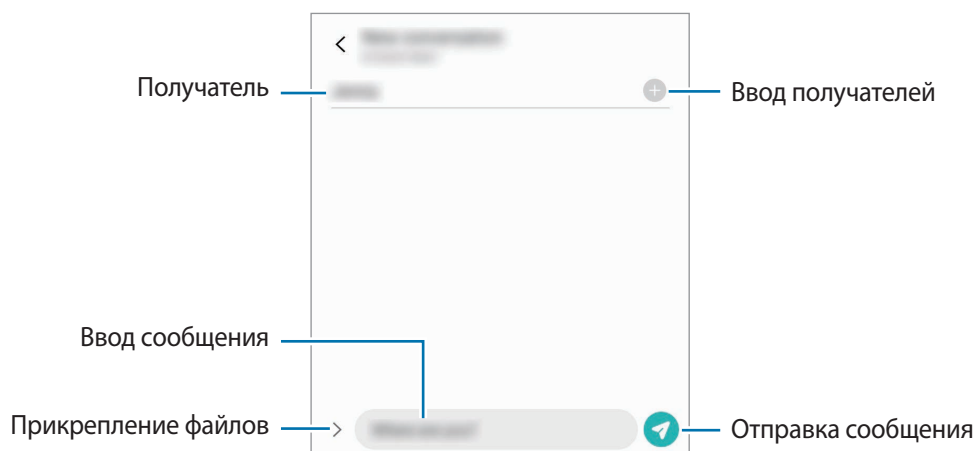 Получатель
Ввод получателей
Ввод сообщения
Прикрепление файлов
Отправка сообщения